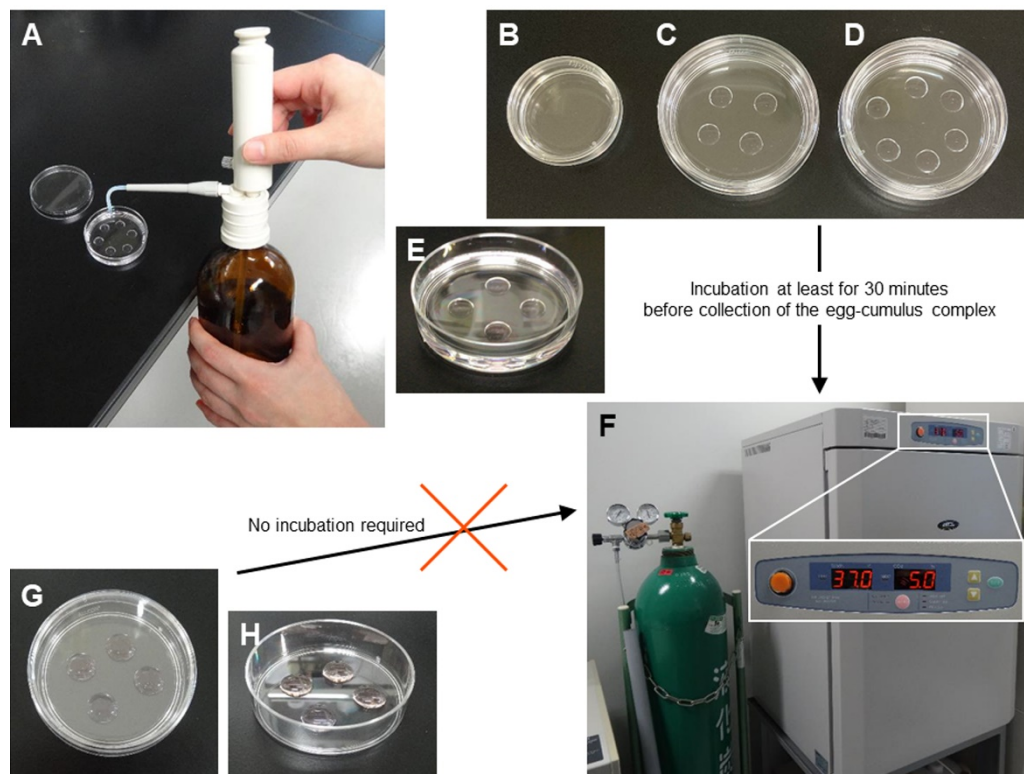 A
B
C
D
E
Incubation at least for 30 minutes
before collection of the egg-cumulus complex
F
No incubation required
37.0
5.0
G
H